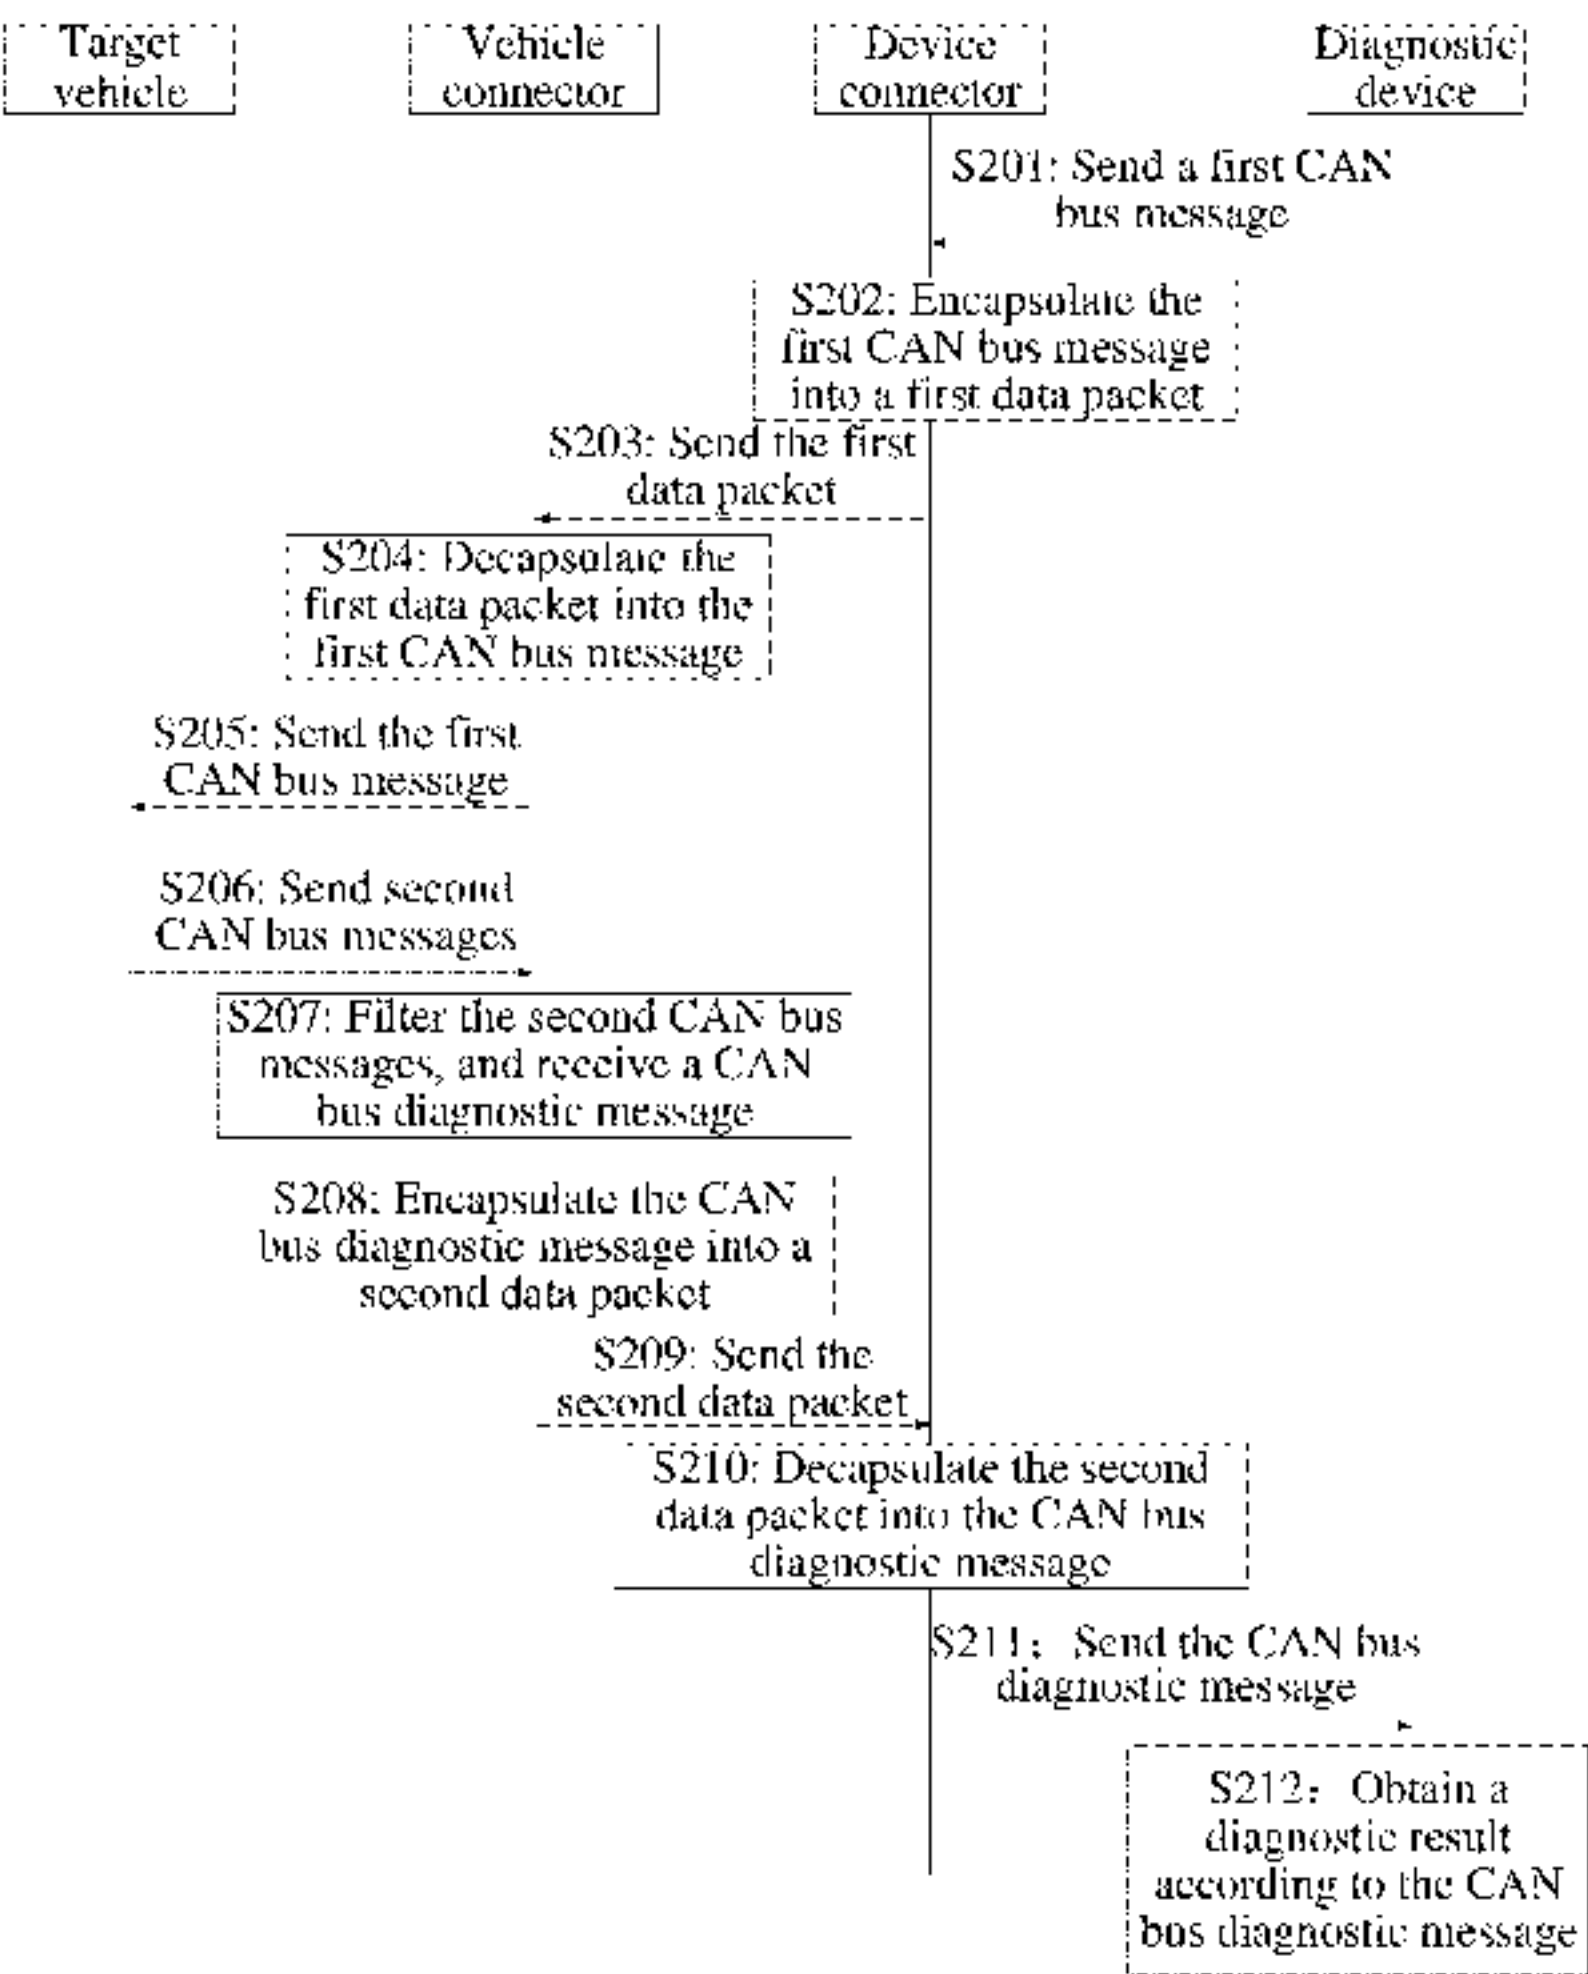 Target
vehicle
Vehicle
connector
Device
connector
Diagnostic
device
S201: Send a first CAN
bus message
S202: Encapsulate the
first CAN bus message
into a first data packet
S203: Send the first
data packet
S204: Decapsulate the
first data packet into the
first CAN bus message
S205: Send the first
CAN bus message
S206: Send second
CAN bus messages
S207: Filter the second CAN bus
messages, and receive a CAN
bus diagnostic message
S208: Encapsulate the CAN
bus diagnostic message into a
second data packet
S209: Send the
second data packet
S210: Decapsulate the second
data packet into the CAN bus
diagnostic message
S211： Send the CAN bus
diagnostic message
S212： Obtain a
diagnostic result
according to the CAN
bus diagnostic message